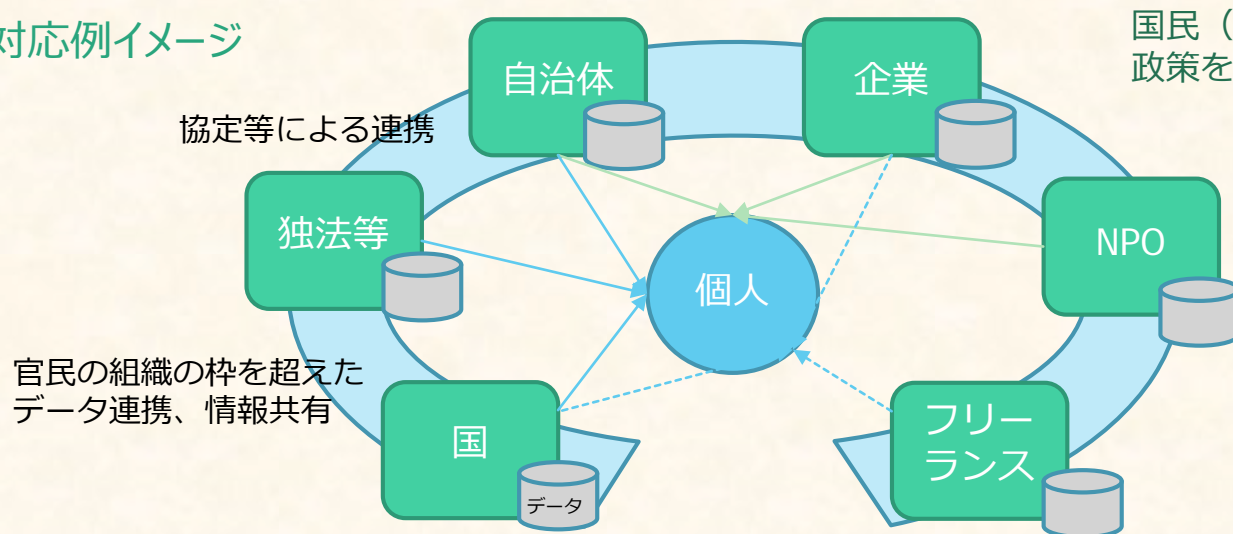 対応例イメージ
国民（
政策を
自治体
企業
協定等による連携
独法等
NPO
個人
官民の組織の枠を超えた
データ連携、情報共有
国
データ
フリー
ランス